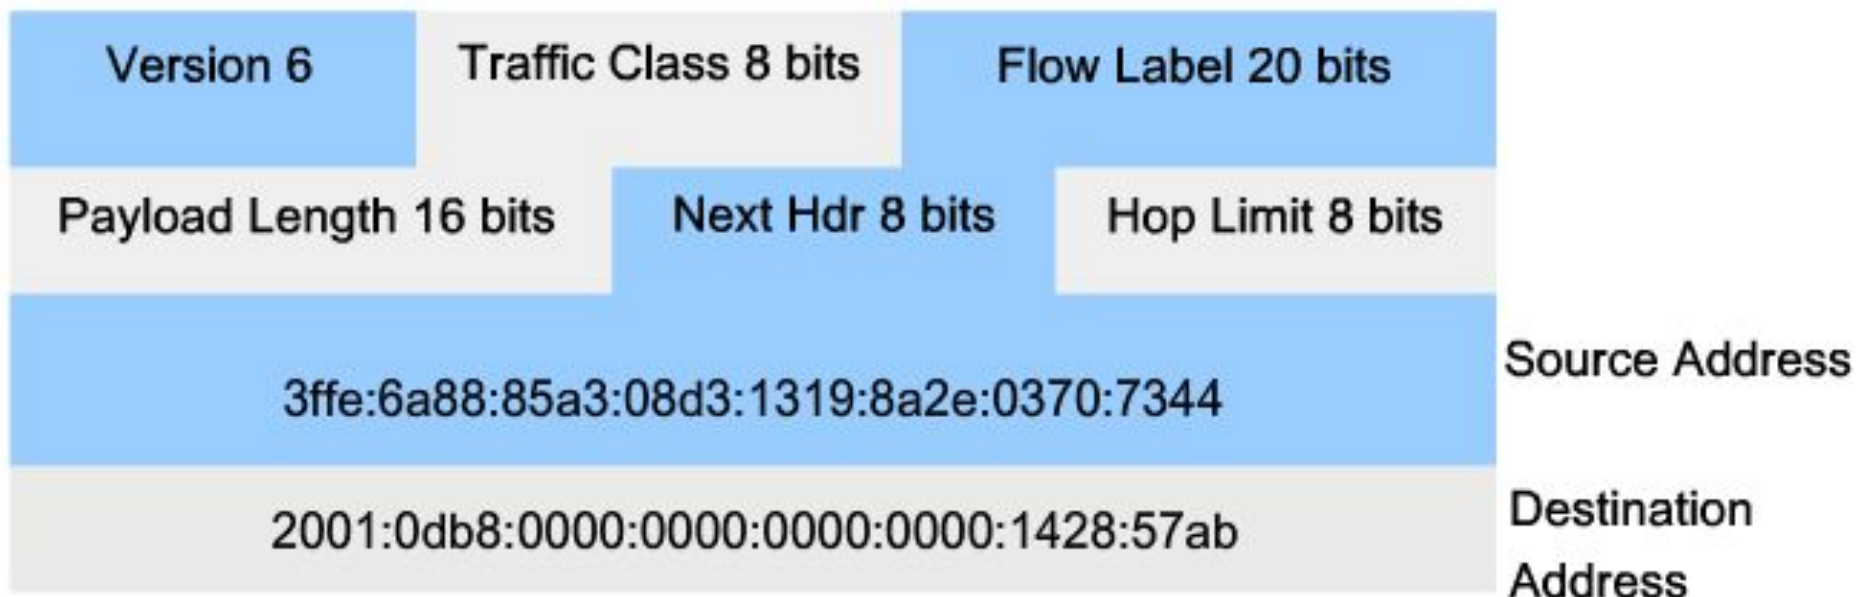 Version 6 Traffic Class 8 bits Flow Label 20 bits
Payload Length 16 bits Next Hdr 8 bits Hop Limit 8 bits
Source Address
3ffe:6a88:85a3:08d3:1319:8a2e:0370:7344
Destination
2001:0db8:0000:0000:0000:0000:1428:57ab
Address